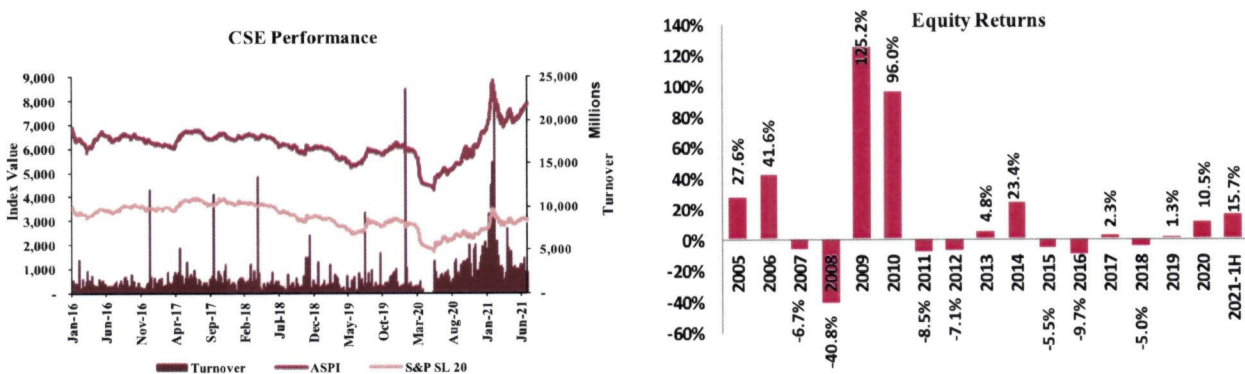 CSE Performance
9,000
8,000
7,000
6,000
5,000
4,000
3,000
2,000
1,000
-
Index Value
25,000
20,000
15,000
10,000
5,000
-
Millions
Turnover
Jan-16
Jun-16
Nov-16
Apr-17
Sep-17
Feb-18
Jul-18
Dec-18
May-19
Oct-19
Mar-20
Aug-20
Jan-21
Jun-21
Turnover ASPI S&P SL 20
Equity Returns
140%
120%
100%
80%
60%
40%
20%
0%
-20%
-40%
-60%
27.6%
41.6%
-6.7%
-40.8%
125.2%
96.0%
-8.5%
-7.1%
4.8%
23.4%
-5.5%
-9.7%
2.3%
-5.0%
1.3%
10.5%
15.7%
2005
2006
2007
2008
2009
2010
2011
2012
2013
2014
2015
2016
2017
2018
2019
2020
2021-1H